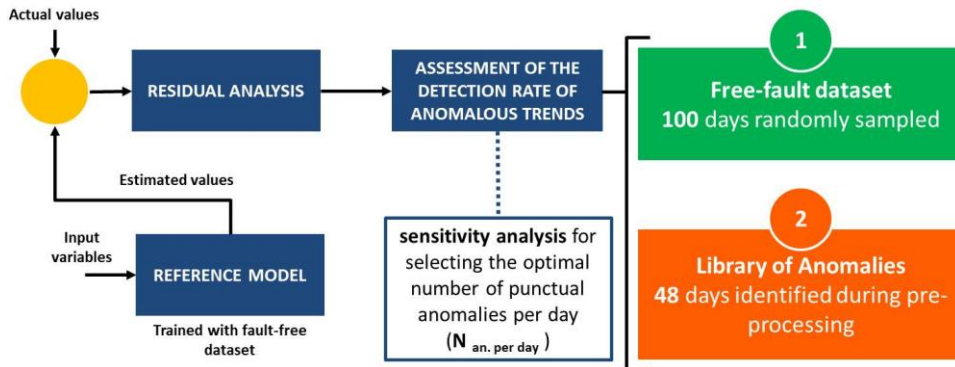 Actual values
RESIDUAL ANALYSIS
ASSESSMENT OF THE
DETECTION RATE OF
ANOMALOUS TRENDS
1
Free-fault dataset
100 days randomly sampled
Estimated values
Input
variables
REFERENCE MODEL
Trained with fault-free
dataset
sensitivity analysis for
selecting the optimal
number of punctual
anomalies per day
(N an. per day )
2
Library of Anomalies
48 days identified during pre-
processing